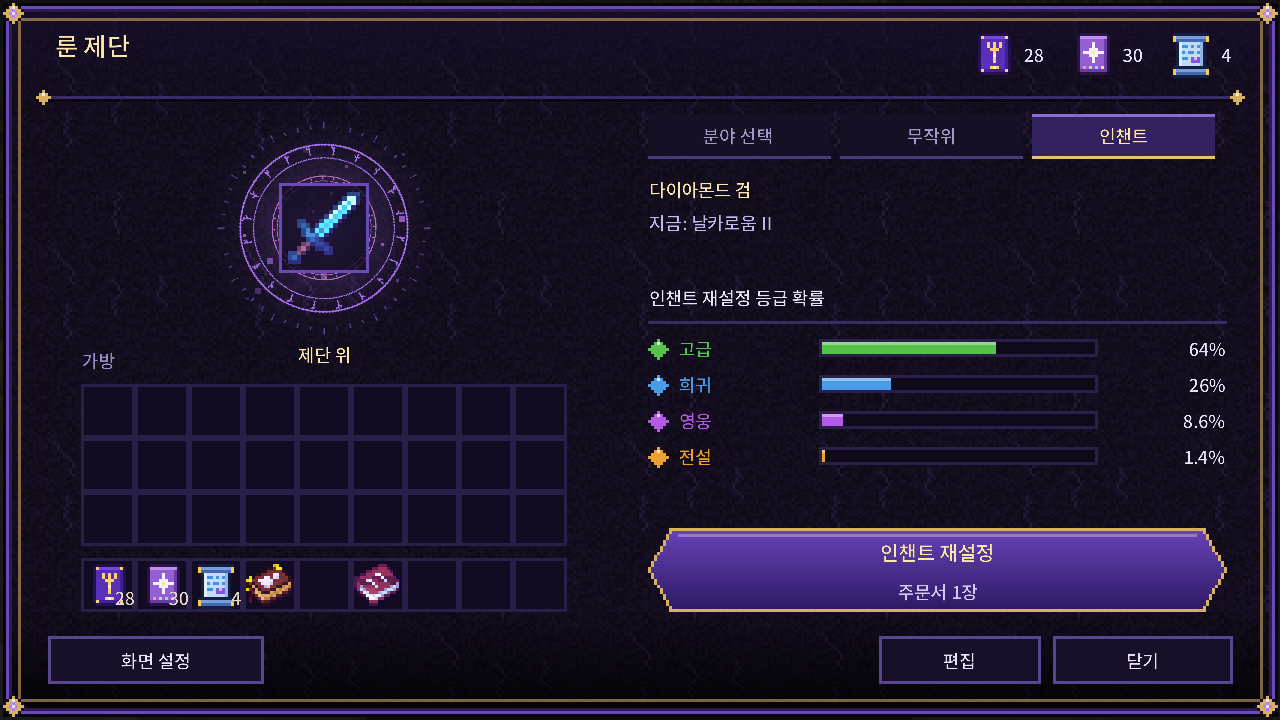 룬 제단
28
30
4
분야 선택
무작위
인챈트
다이아몬드 검
지금: 날카로움 II
인챈트 재설정 등급 확률
고급 64%
희귀 26%
영웅 8.6%
전설 1.4%
제단 위
가방
28
30
4
인챈트 재설정
주문서 1장
화면 설정
편집
닫기